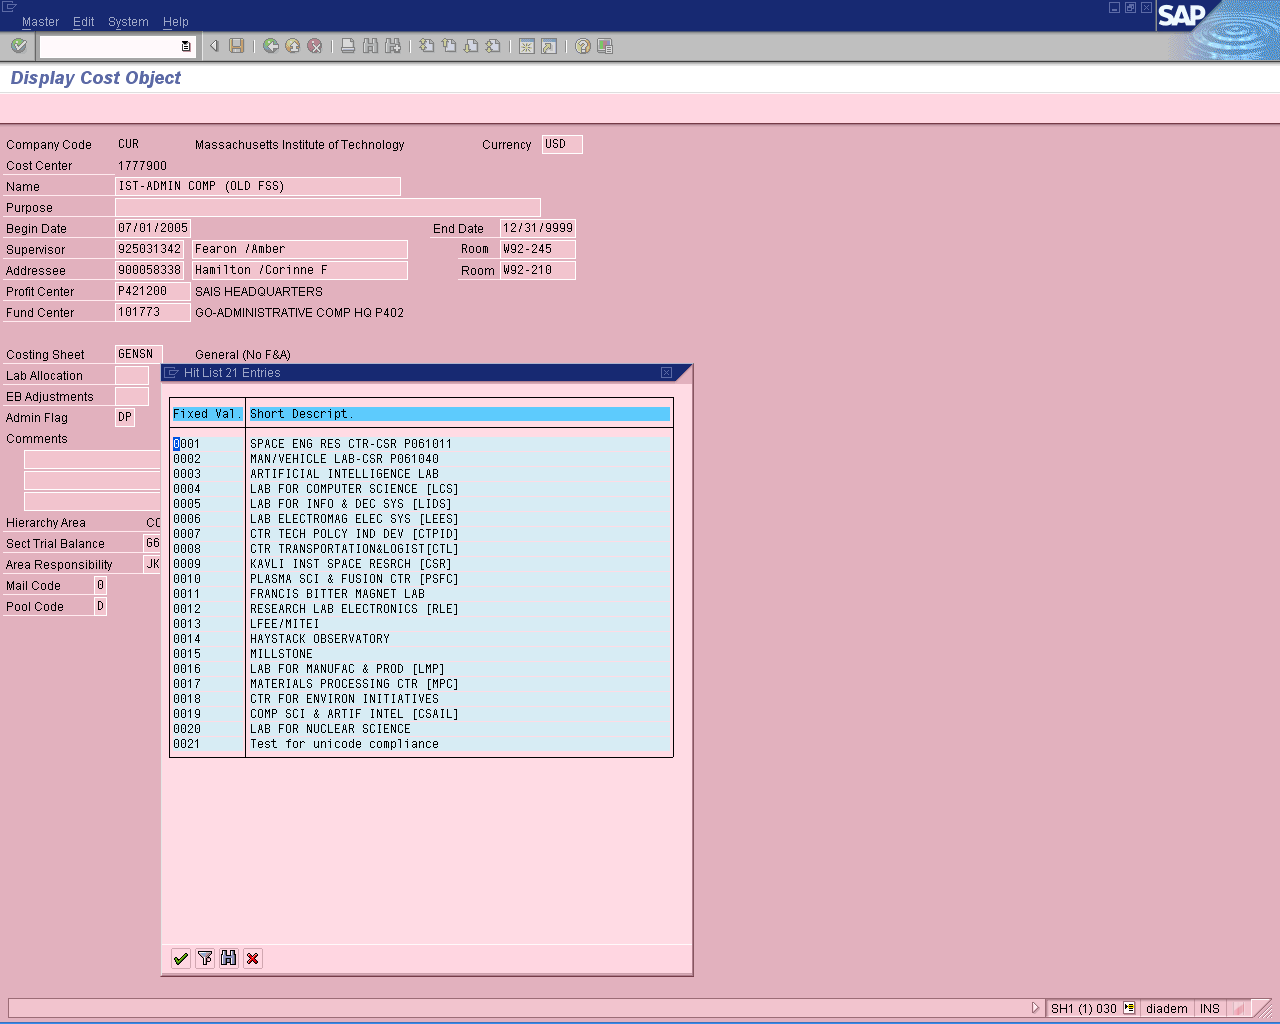 Master Edit System Help
SAP
Display Cost Object
Company Code CUR Massachusetts Institute of Technology Currency USD
Cost Center 1777900
Name IST-ADMIN COMP (OLD FSS)
Purpose
Begin Date 07/01/2005 End Date 12/31/9999
Supervisor 925031342 Fearon /Amber Room W92-245
Addressee 900058338 Hamilton /Corinne F Room W92-210
Profit Center P421200 SAIS HEADQUARTERS
Fund Center 101773 GO-ADMINISTRATIVE COMP HQ P402
Costing Sheet GENSN General (No F&A)
Lab Allocation
EB Adjustments
Admin Flag DP
Comments
Hierarchy Area CO
Sect Trial Balance G6
Area Responsibility JK
Mail Code 0
Pool Code D
Hit List 21 Entries
Fixed Val. Short Descript.
0001 SPACE ENG RES CTR-CSR P061011
0002 MAN/VEHICLE LAB-CSR P061040
0003 ARTIFICIAL INTELLIGENCE LAB
0004 LAB FOR COMPUTER SCIENCE [LCS]
0005 LAB FOR INFO & DEC SYS [LIDS]
0006 LAB ELECTROMAG ELEC SYS [LEES]
0007 CTR TECH POLCY IND DEV [CTPID]
0008 CTR TRANSPORTATION&LOGIST[CTL]
0009 KAVLI INST SPACE RESRCH [CSR]
0010 PLASMA SCI & FUSION CTR [PSFC]
0011 FRANCIS BITTER MAGNET LAB
0012 RESEARCH LAB ELECTRONICS [RLE]
0013 LFEE/MITEI
0014 HAYSTACK OBSERVATORY
0015 MILLSTONE
0016 LAB FOR MANUFAC & PROD [LMP]
0017 MATERIALS PROCESSING CTR [MPC]
0018 CTR FOR ENVIRON INITIATIVES
0019 COMP SCI & ARTIF INTEL [CSAIL]
0020 LAB FOR NUCLEAR SCIENCE
0021 Test for unicode compliance
SH1 (1) 030 diadem INS